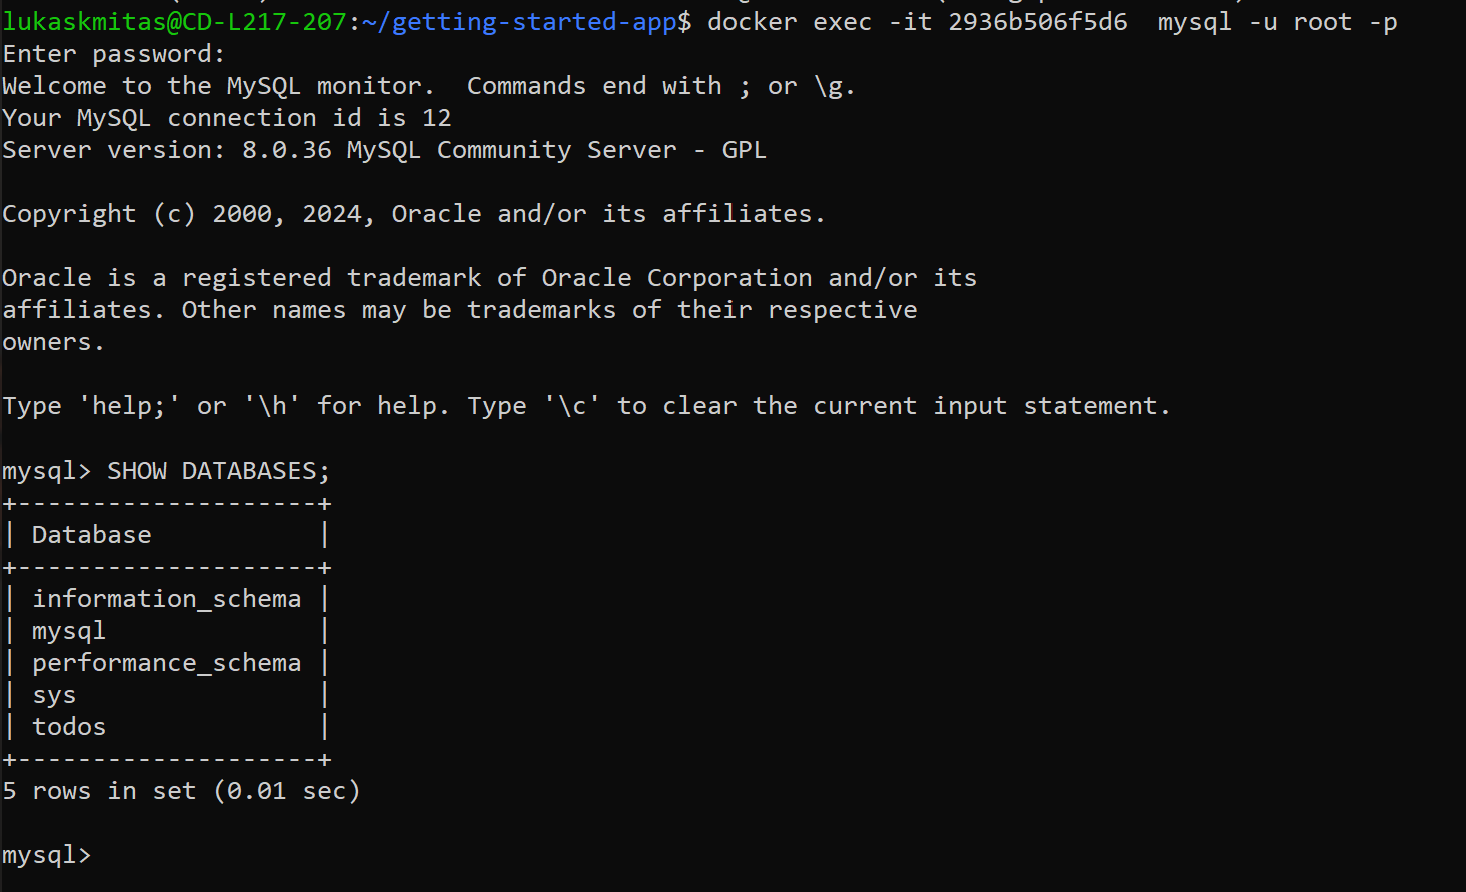 lukaskmitas@CD-L217-207:~/getting-started-app$ docker exec -it 2936b506f5d6  mysql -u root -p
Enter password:
Welcome to the MySQL monitor.  Commands end with ; or \g.
Your MySQL connection id is 12
Server version: 8.0.36 MySQL Community Server - GPL

Copyright (c) 2000, 2024, Oracle and/or its affiliates.

Oracle is a registered trademark of Oracle Corporation and/or its
affiliates. Other names may be trademarks of their respective
owners.

Type 'help;' or '\h' for help. Type '\c' to clear the current input statement.

mysql> SHOW DATABASES;
+--------------------+
| Database           |
+--------------------+
| information_schema |
| mysql              |
| performance_schema |
| sys                |
| todos              |
+--------------------+
5 rows in set (0.01 sec)

mysql>